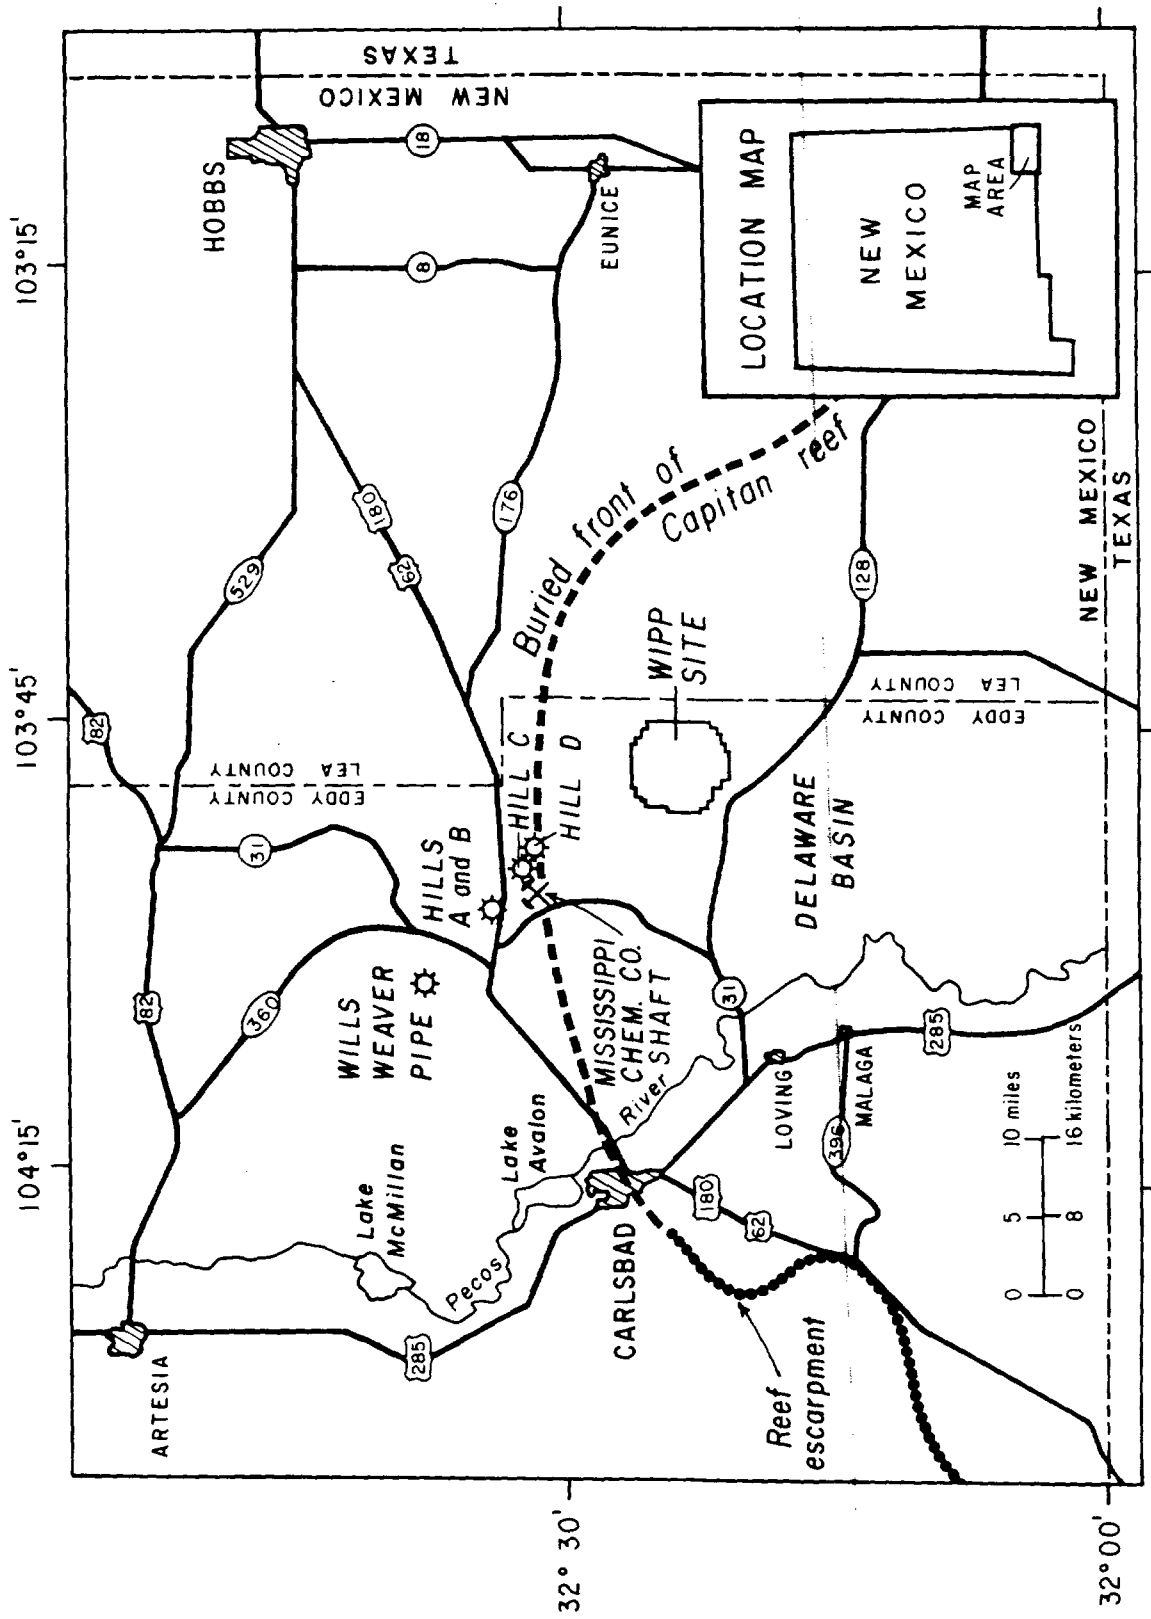 103°15'
103°45'
104°15'
32° 30'
32° 00'
TEXAS
NEW MEXICO
HOBBS
18
8
EUNICE
529
180
62
176
82
LEA COUNTY
EDDY COUNTY
31
82
360
ARTESIA
285
Lake
McMillan
Pecos
Lake
Avalon
River
CARLSBAD
WILLS
WEAVER
PIPE
HILLS
A and B
HILL C
HILL D
MISSISSIPPI
CHEM. CO.
SHAFT
Buried front of
Capitan reef
WIPP
SITE
LEA COUNTY
EDDY COUNTY
128
DELAWARE
BASIN
31
LOVING
MALAGA
285
396
180
62
Reef
escarpment
0 5 10 miles
0 8 16 kilometers
NEW MEXICO
TEXAS
LOCATION MAP
NEW
MEXICO
MAP
AREA